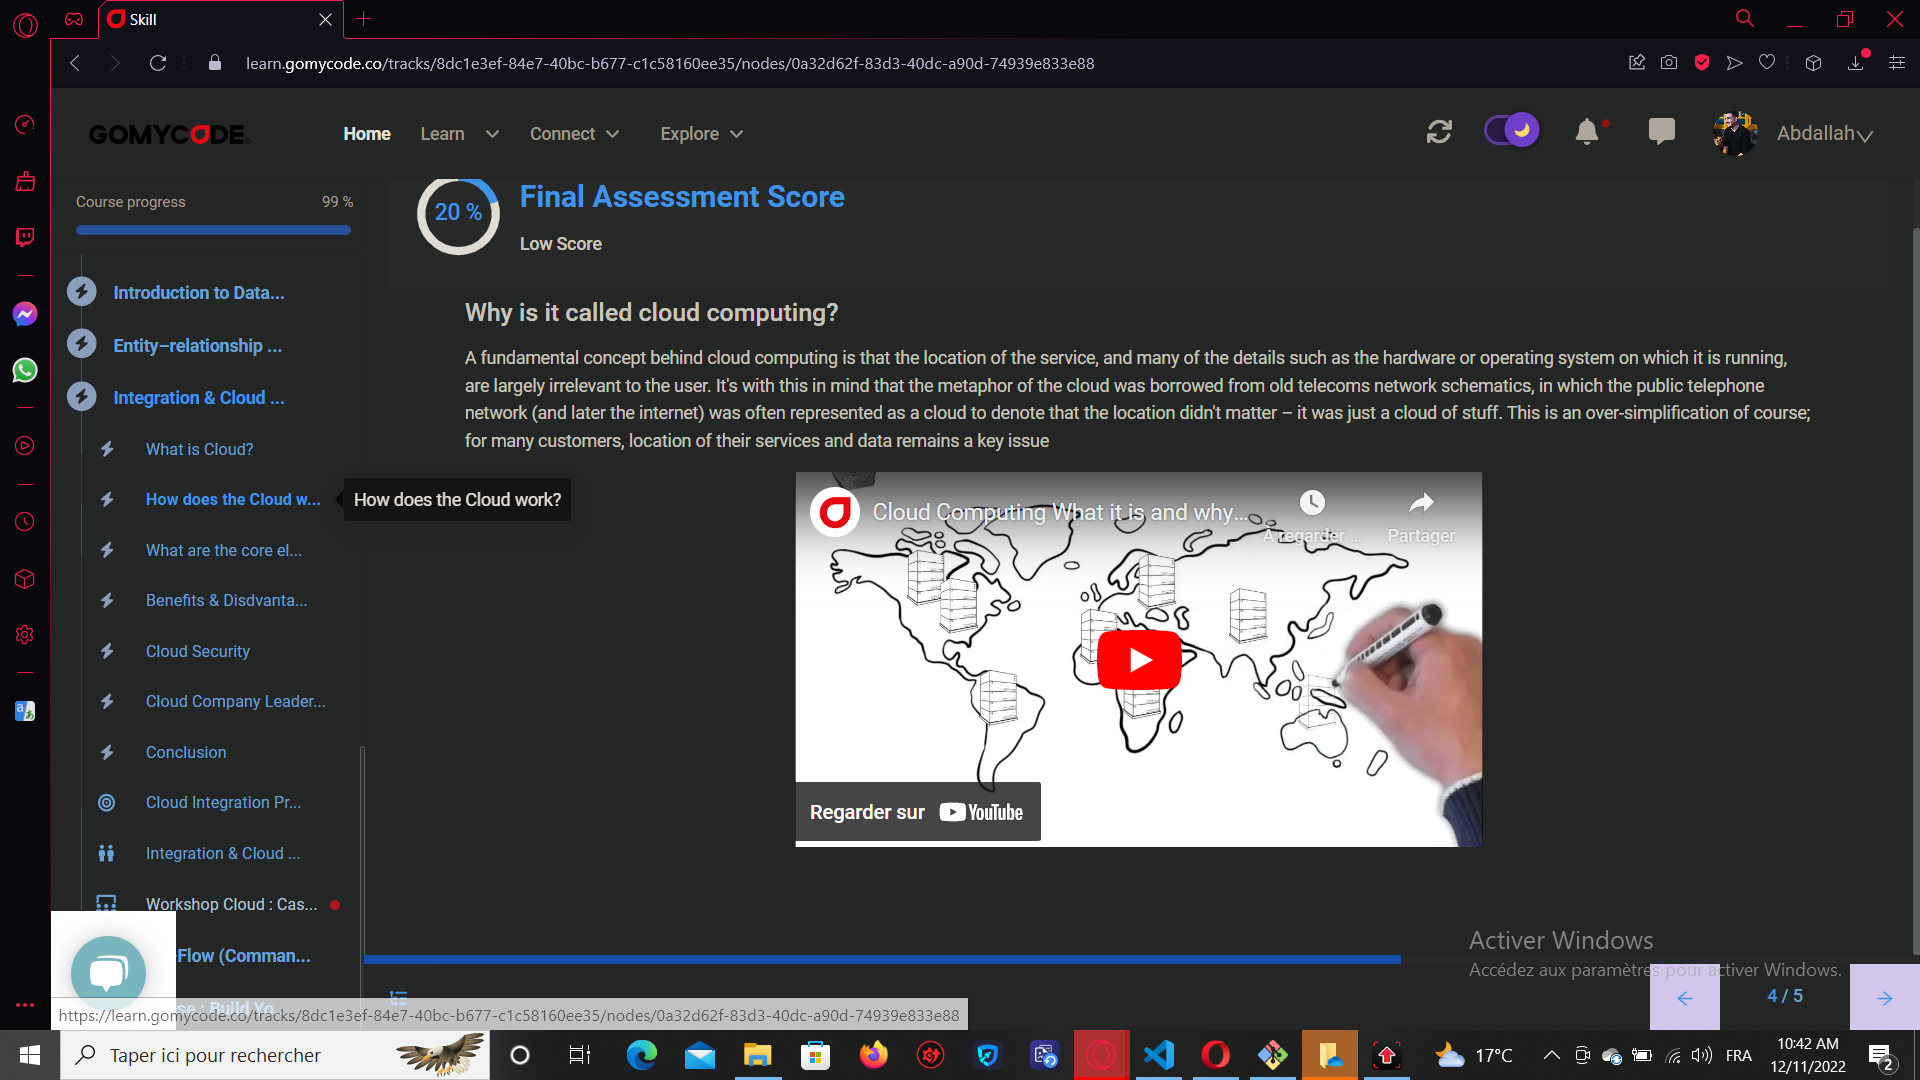 Skill
learn.gomycode.co/tracks/8dc1e3ef-84e7-40bc-b677-c1c58160ee35/nodes/0a32d62f-83d3-40dc-a90d-74939e833e88
GOMYCODE
Home
Learn
Connect
Explore
Abdallah
Course progress
99 %
Introduction to Data...
Entity–relationship ...
Integration & Cloud ...
What is Cloud?
How does the Cloud w...
How does the Cloud work?
What are the core el...
Benefits & Disdvanta...
Cloud Security
Cloud Company Leader...
Conclusion
Cloud Integration Pr...
Integration & Cloud ...
Workshop Cloud : Cas...
Flow (Comman...
se : Build Yo...
20 %
Final Assessment Score
Low Score
Why is it called cloud computing?
A fundamental concept behind cloud computing is that the location of the service, and many of the details such as the hardware or operating system on which it is running,
are largely irrelevant to the user. It's with this in mind that the metaphor of the cloud was borrowed from old telecoms network schematics, in which the public telephone
network (and later the internet) was often represented as a cloud to denote that the location didn't matter – it was just a cloud of stuff. This is an over-simplification of course;
for many customers, location of their services and data remains a key issue
Cloud Computing What it is and why...
À regarder ...
Partager
Regarder sur YouTube
Activer Windows
Accédez aux paramètres pour activer Windows.
4 / 5
https://learn.gomycode.co/tracks/8dc1e3ef-84e7-40bc-b677-c1c58160ee35/nodes/0a32d62f-83d3-40dc-a90d-74939e833e88
Taper ici pour rechercher
17°C
FRA
10:42 AM
12/11/2022
2